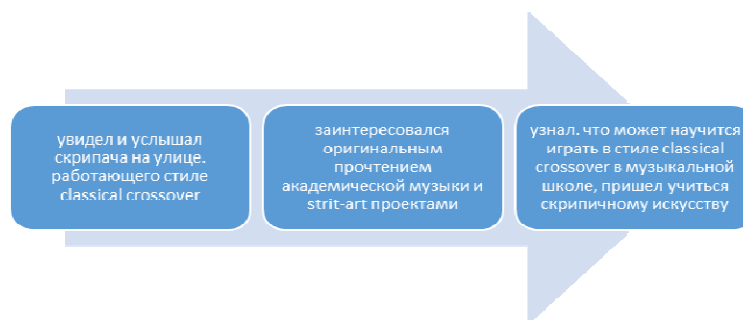 увидел и услышал
скрипача на улице.
работающего стиле
classical crossover
заинтересовался
оригинальным
прочтением
академической музыки и
strit-art проектами
узнал. что может научится
играть в стиле classical
crossover в музыкальной
школе, пришел учиться
скрипичному искусству